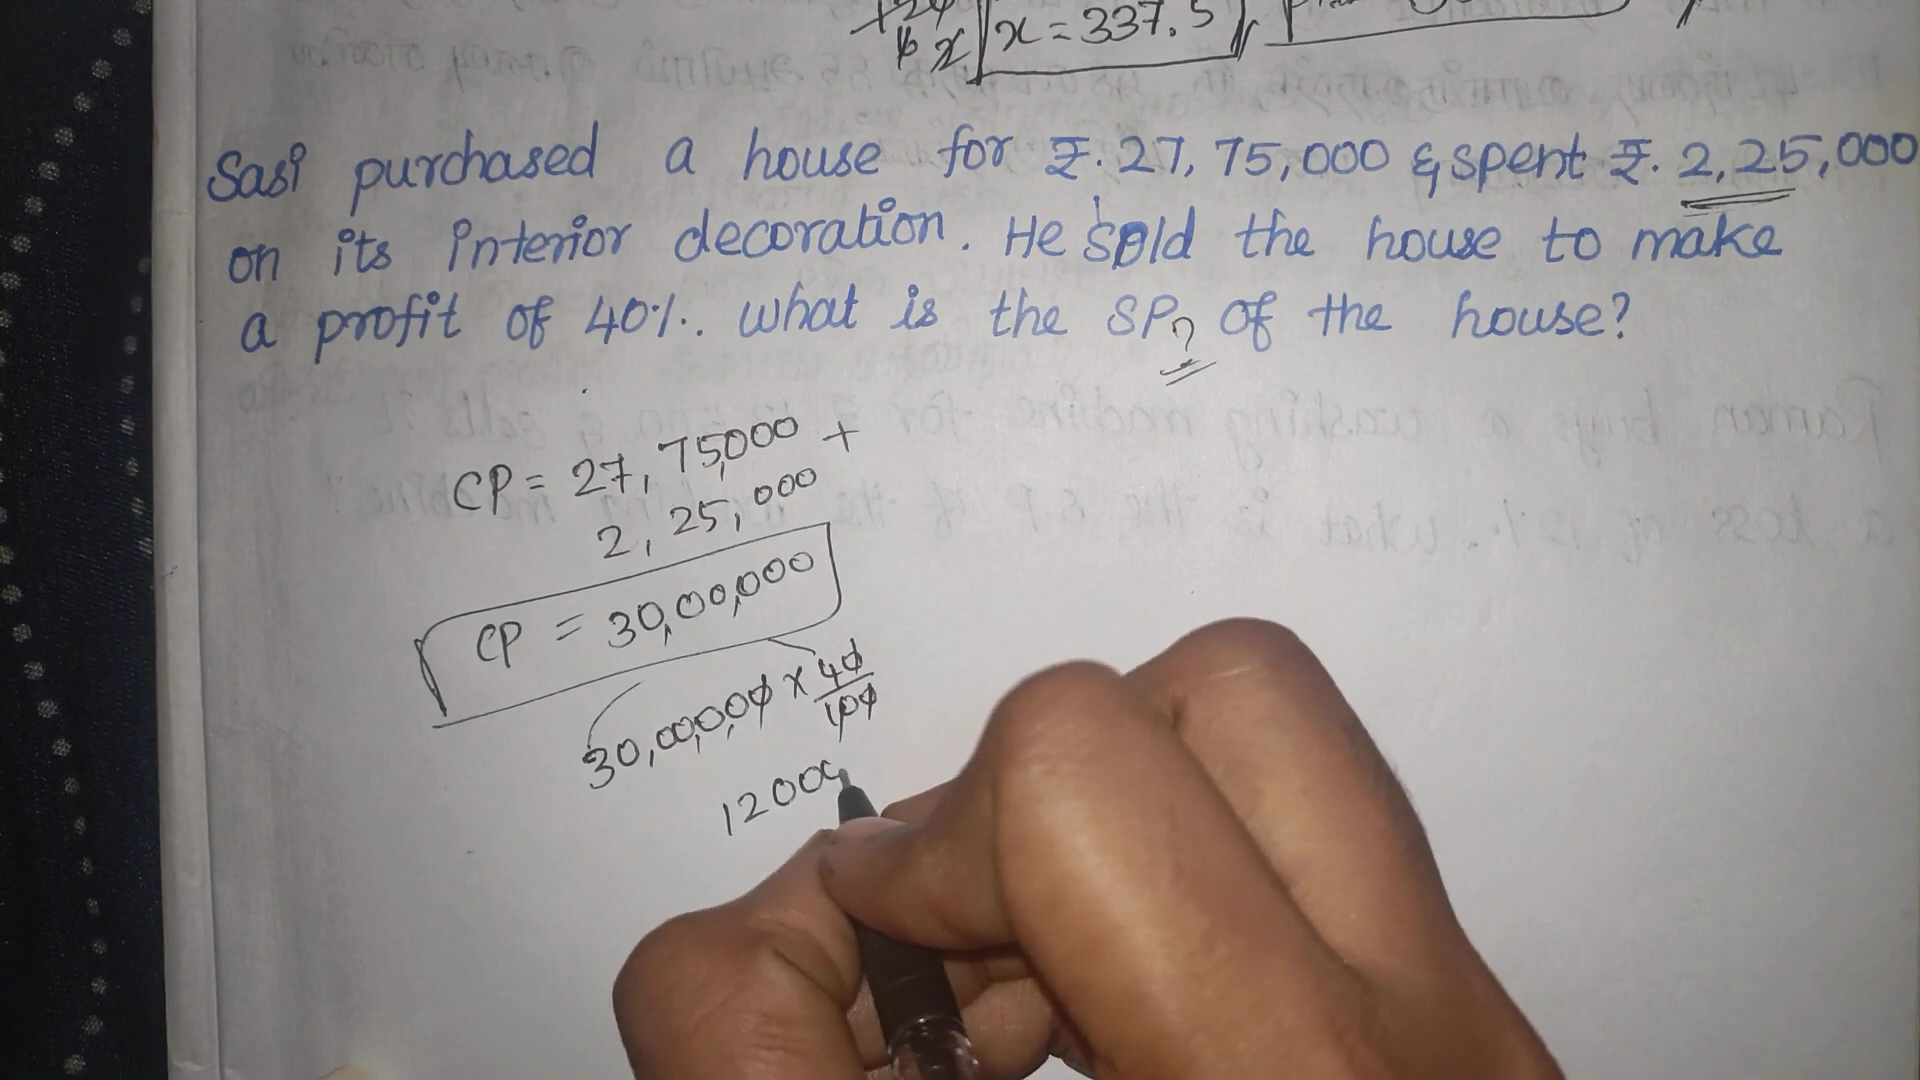 x = 337.5
Sasi purchased a house for ₹. 27, 75,000 & spent ₹. 2,25,000
on its interior decoration. He sold the house to make
a profit of 40%. what is the SP? of the house?
CP = 27, 75,000 +
2, 25, 000
CP = 30,00,000
30,00,000 x 40
100
12000